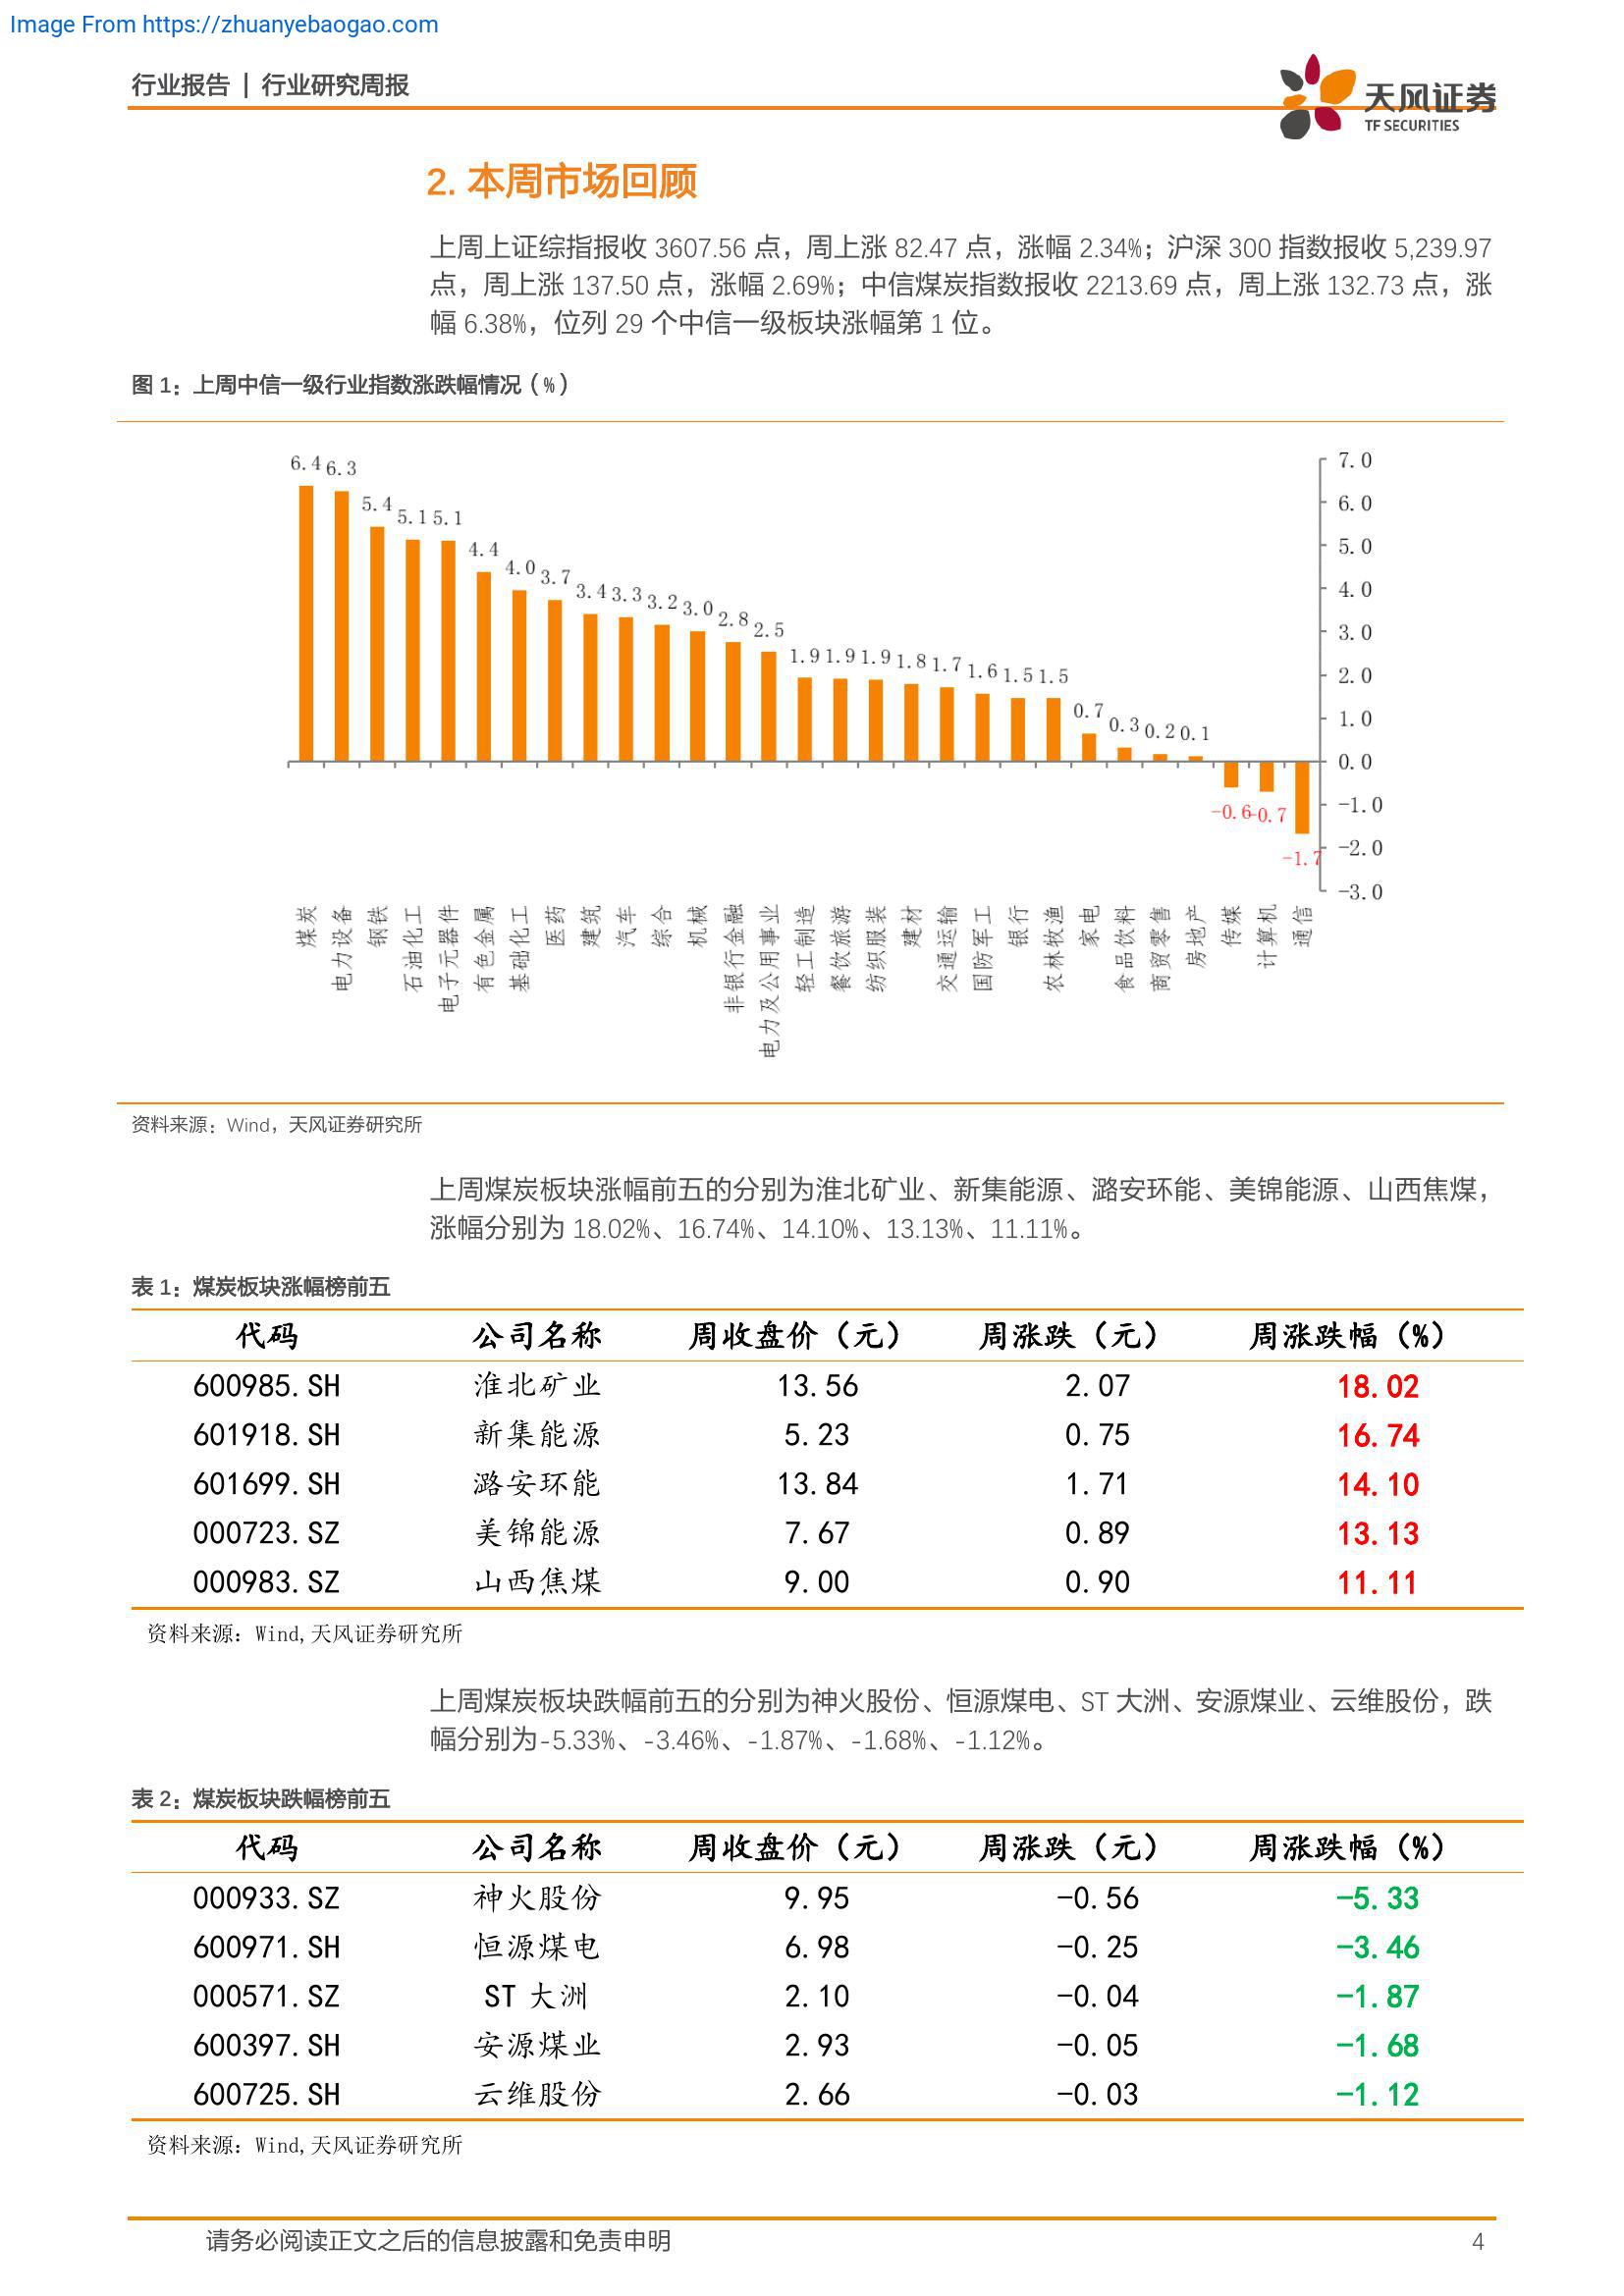 Image From https://zhuanyebaogao.com
行业报告 | 行业研究周报
天风证券
TF SECURITIES
2. 本周市场回顾
上周上证综指报收 3607.56 点，周上涨 82.47 点，涨幅 2.34%；沪深 300 指数报收 5,239.97
点，周上涨 137.50 点，涨幅 2.69%；中信煤炭指数报收 2213.69 点，周上涨 132.73 点，涨
幅 6.38%，位列 29 个中信一级板块涨幅第 1 位。
图 1：上周中信一级行业指数涨跌幅情况（%）
6.4 6.3 5.4 5.1 5.1 4.4 4.0 3.7 3.4 3.3 3.2 3.0 2.8 2.5 1.9 1.9 1.9 1.8 1.7 1.6 1.5 1.5 0.7 0.3 0.2 0.1 -0.6 -0.7 -1.7
7.0
6.0
5.0
4.0
3.0
2.0
1.0
0.0
-1.0
-2.0
-3.0
煤炭
电力设备
钢铁
石油化工
电子元器件
有色金属
基础化工
医药
建筑
汽车
综合
机械
非银行金融
电力及公用事业
轻工制造
餐饮旅游
纺织服装
建材
交通运输
国防军工
银行
农林牧渔
家电
食品饮料
商贸零售
房地产
传媒
计算机
通信
资料来源：Wind，天风证券研究所
上周煤炭板块涨幅前五的分别为淮北矿业、新集能源、潞安环能、美锦能源、山西焦煤，
涨幅分别为 18.02%、16.74%、14.10%、13.13%、11.11%。
表 1：煤炭板块涨幅榜前五
代码 公司名称 周收盘价（元） 周涨跌（元） 周涨跌幅（%）
600985.SH 淮北矿业 13.56 2.07 18.02
601918.SH 新集能源 5.23 0.75 16.74
601699.SH 潞安环能 13.84 1.71 14.10
000723.SZ 美锦能源 7.67 0.89 13.13
000983.SZ 山西焦煤 9.00 0.90 11.11
资料来源：Wind,天风证券研究所
上周煤炭板块跌幅前五的分别为神火股份、恒源煤电、ST 大洲、安源煤业、云维股份，跌
幅分别为-5.33%、-3.46%、-1.87%、-1.68%、-1.12%。
表 2：煤炭板块跌幅榜前五
代码 公司名称 周收盘价（元） 周涨跌（元） 周涨跌幅（%）
000933.SZ 神火股份 9.95 -0.56 -5.33
600971.SH 恒源煤电 6.98 -0.25 -3.46
000571.SZ ST 大洲 2.10 -0.04 -1.87
600397.SH 安源煤业 2.93 -0.05 -1.68
600725.SH 云维股份 2.66 -0.03 -1.12
资料来源：Wind,天风证券研究所
请务必阅读正文之后的信息披露和免责申明 4